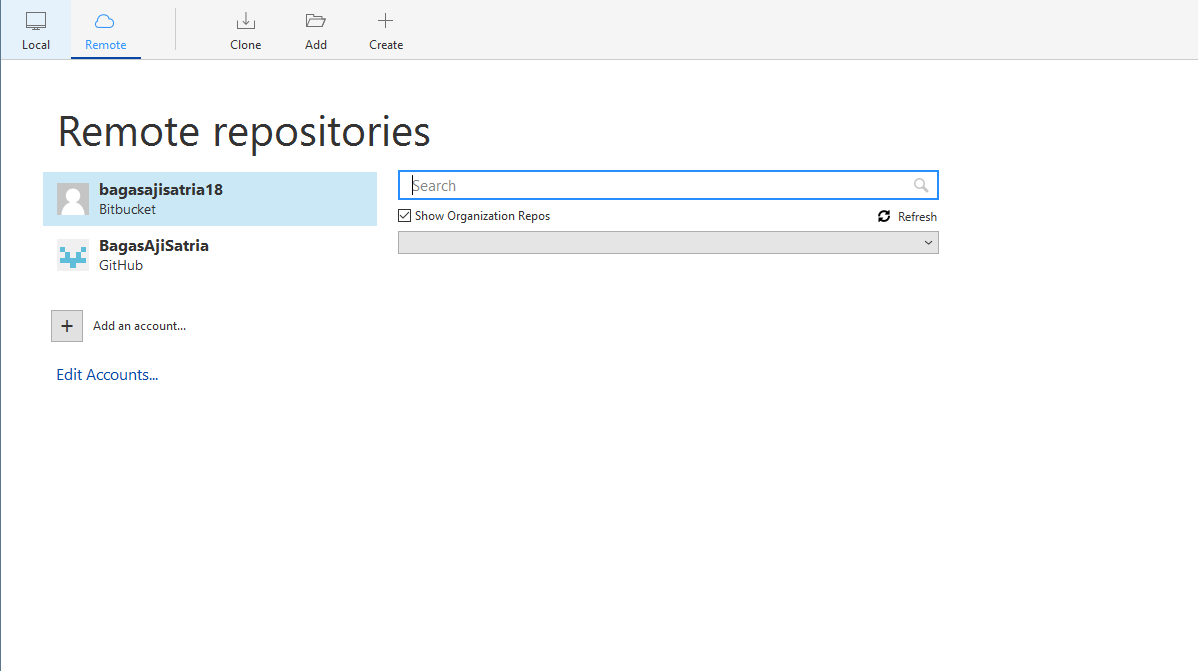 Local
Remote
Clone
Add
Create
Remote repositories
bagasajisatria18
Bitbucket
BagasAjiSatria
GitHub
Add an account...
Edit Accounts...
Search
Show Organization Repos
Refresh